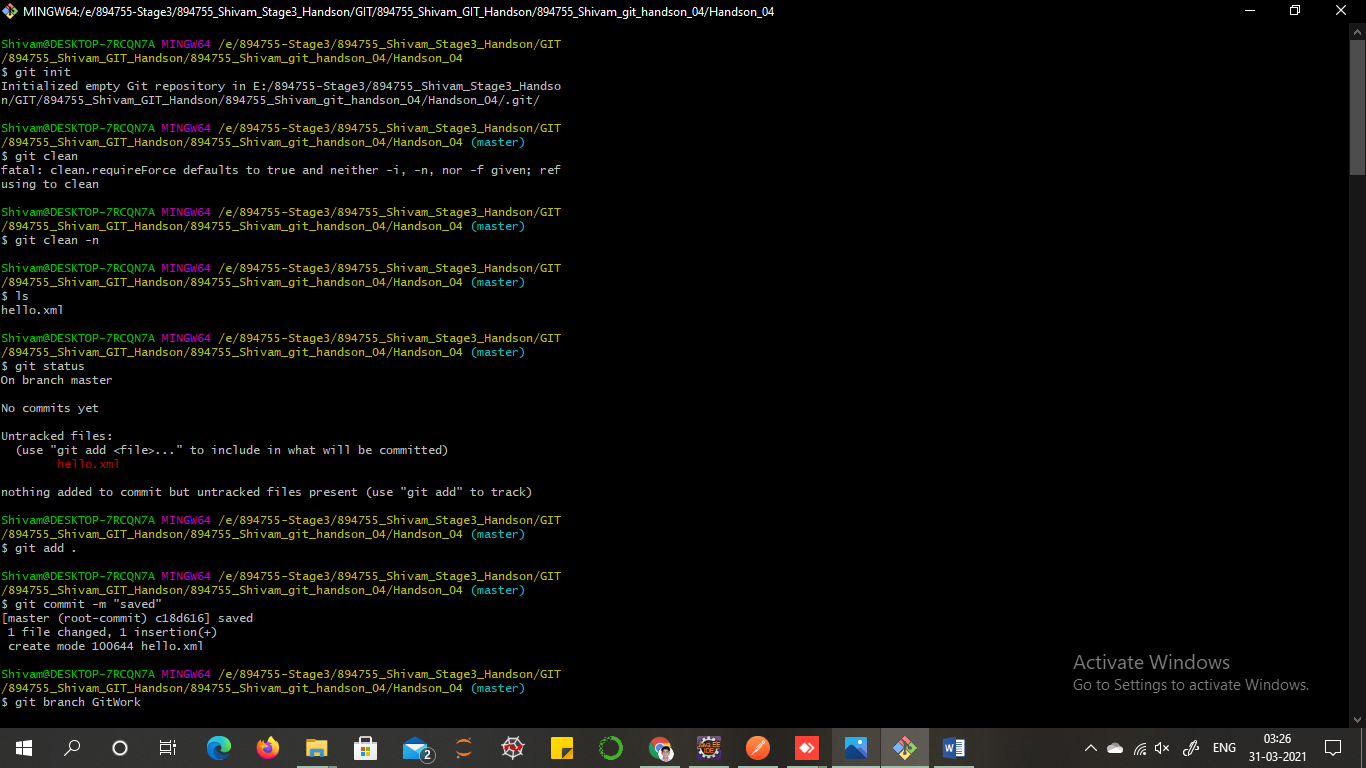 MINGW64:/e/894755-Stage3/894755_Shivam_Stage3_Handson/GIT/894755_Shivam_GIT_Handson/894755_Shivam_git_handson_04/Handson_04
Shivam@DESKTOP-7RCQN7A MINGW64 /e/894755-Stage3/894755_Shivam_Stage3_Handson/GIT
/894755_Shivam_GIT_Handson/894755_Shivam_git_handson_04/Handson_04
$ git init
Initialized empty Git repository in E:/894755-Stage3/894755_Shivam_Stage3_Handso
n/GIT/894755_Shivam_GIT_Handson/894755_Shivam_git_handson_04/Handson_04/.git/
Shivam@DESKTOP-7RCQN7A MINGW64 /e/894755-Stage3/894755_Shivam_Stage3_Handson/GIT
/894755_Shivam_GIT_Handson/894755_Shivam_git_handson_04/Handson_04 (master)
$ git clean
fatal: clean.requireForce defaults to true and neither -i, -n, nor -f given; ref
using to clean
Shivam@DESKTOP-7RCQN7A MINGW64 /e/894755-Stage3/894755_Shivam_Stage3_Handson/GIT
/894755_Shivam_GIT_Handson/894755_Shivam_git_handson_04/Handson_04 (master)
$ git clean -n
Shivam@DESKTOP-7RCQN7A MINGW64 /e/894755-Stage3/894755_Shivam_Stage3_Handson/GIT
/894755_Shivam_GIT_Handson/894755_Shivam_git_handson_04/Handson_04 (master)
$ ls
hello.xml
Shivam@DESKTOP-7RCQN7A MINGW64 /e/894755-Stage3/894755_Shivam_Stage3_Handson/GIT
/894755_Shivam_GIT_Handson/894755_Shivam_git_handson_04/Handson_04 (master)
$ git status
On branch master
No commits yet
Untracked files:
(use "git add <file>..." to include in what will be committed)
hello.xml
nothing added to commit but untracked files present (use "git add" to track)
Shivam@DESKTOP-7RCQN7A MINGW64 /e/894755-Stage3/894755_Shivam_Stage3_Handson/GIT
/894755_Shivam_GIT_Handson/894755_Shivam_git_handson_04/Handson_04 (master)
$ git add .
Shivam@DESKTOP-7RCQN7A MINGW64 /e/894755-Stage3/894755_Shivam_Stage3_Handson/GIT
/894755_Shivam_GIT_Handson/894755_Shivam_git_handson_04/Handson_04 (master)
$ git commit -m "saved"
[master (root-commit) c18d616] saved
1 file changed, 1 insertion(+)
create mode 100644 hello.xml
Shivam@DESKTOP-7RCQN7A MINGW64 /e/894755-Stage3/894755_Shivam_Stage3_Handson/GIT
/894755_Shivam_GIT_Handson/894755_Shivam_git_handson_04/Handson_04 (master)
$ git branch GitWork
Activate Windows
Go to Settings to activate Windows.
2
Java EE
IDE
W
ENG
03:26
31-03-2021